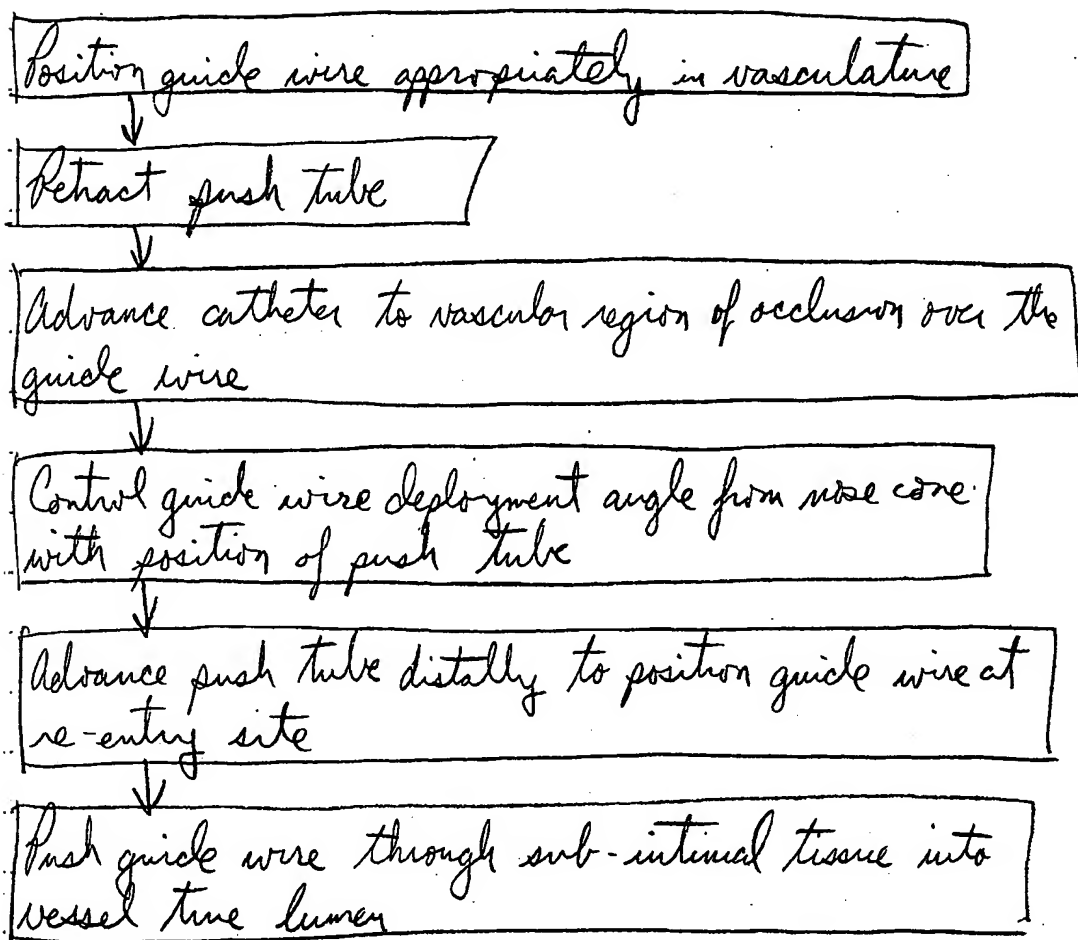 Position guide wire appropriately in vasculature
Retract push tube
Advance catheter to vascular region of occlusion over the
guide wire
Control guide wire deployment angle from nose cone
with position of push tube
Advance push tube distally to position guide wire at
re-entry site
Push guide wire through sub-intimal tissue into
vessel true lumen